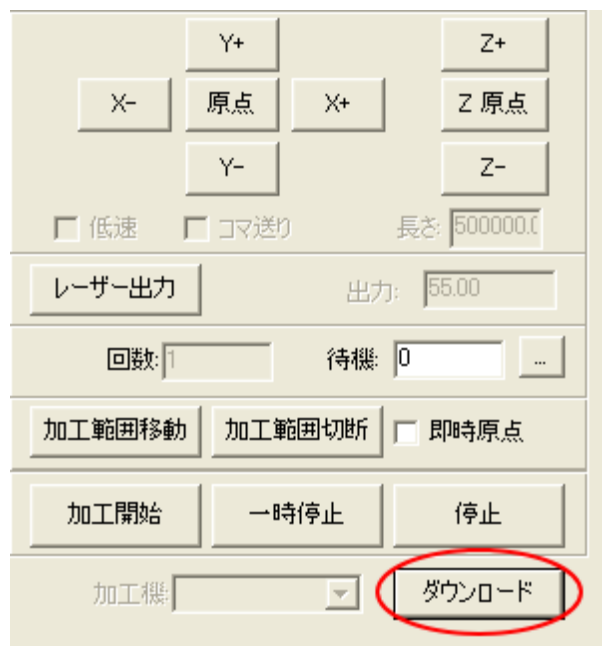 Y+ Z+
X- 原点 X+ Z 原点
Y- Z-
低速 コマ送り 長さ: 500000.0
レーザー出力 出力: 55.00
回数: 1 待機: 0 ...
加工範囲移動 加工範囲切断 即時原点
加工開始 一時停止 停止
加工機: ダウンロード